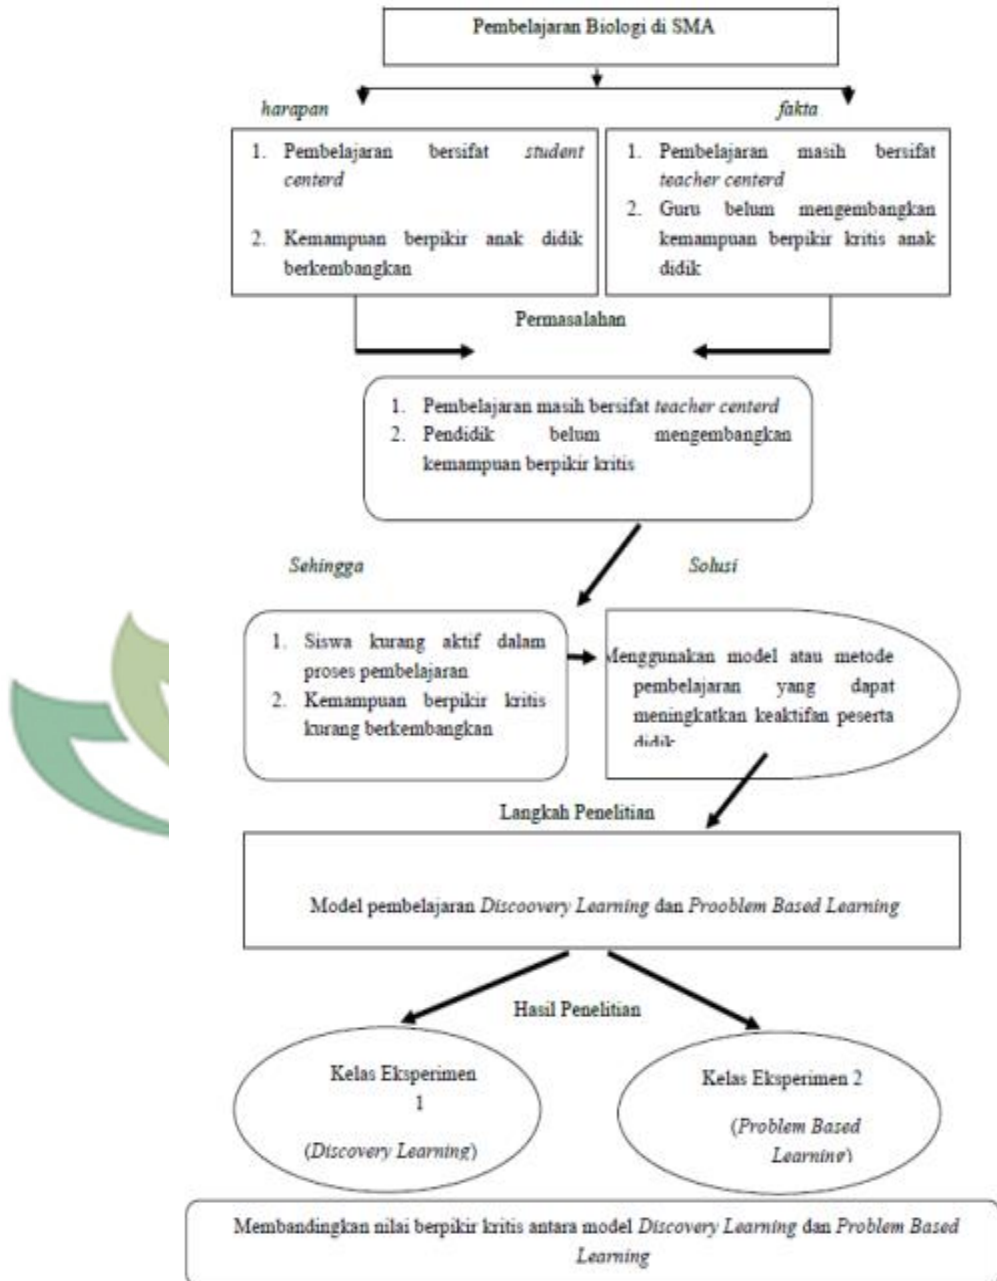 Pembelajaran Biologi di SMA
harapan
fakta
1. Pembelajaran bersifat student
centerd
2. Kemampuan berpikir anak didik
berkembangkan
1. Pembelajaran masih bersifat
teacher centerd
2. Guru belum mengembangkan
kemampuan berpikir kritis anak
didik
Permasalahan
1. Pembelajaran masih bersifat teacher centerd
2. Pendidik belum mengembangkan
kemampuan berpikir kritis
Sehingga
Solusi
1. Siswa kurang aktif dalam
proses pembelajaran
2. Kemampuan berpikir kritis
kurang berkembangkan
Menggunakan model atau metode
pembelajaran yang dapat
meningkatkan keaktifan peserta
didik
Langkah Penelitian
Model pembelajaran Discoovery Learning dan Prooblem Based Learning
Hasil Penelitian
Kelas Eksperimen
1
(Discovery Learning)
Kelas Eksperimen 2
(Problem Based
Learning)
Membandingkan nilai berpikir kritis antara model Discovery Learning dan Problem Based
Learning